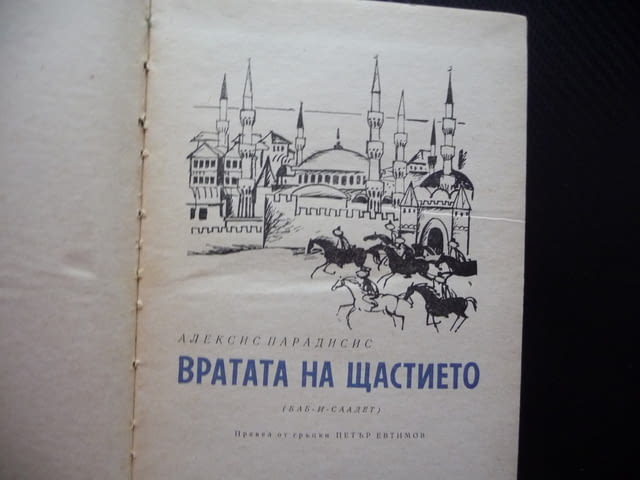 АЛЕКСИС ПАРАДИСИС
ВРАТАТА НА ЩАСТИЕТО
(БАБ-И-СААДЕТ)
Превел от гръцки ПЕТЪР ЕВТИМОВ